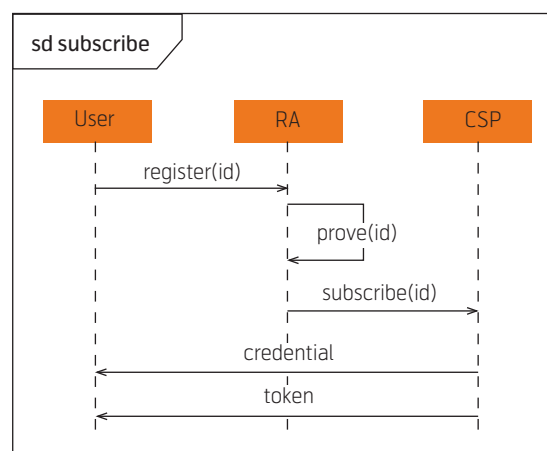 sd subscribe
User
RA
CSP
register(id)
prove(id)
subscribe(id)
credential
token